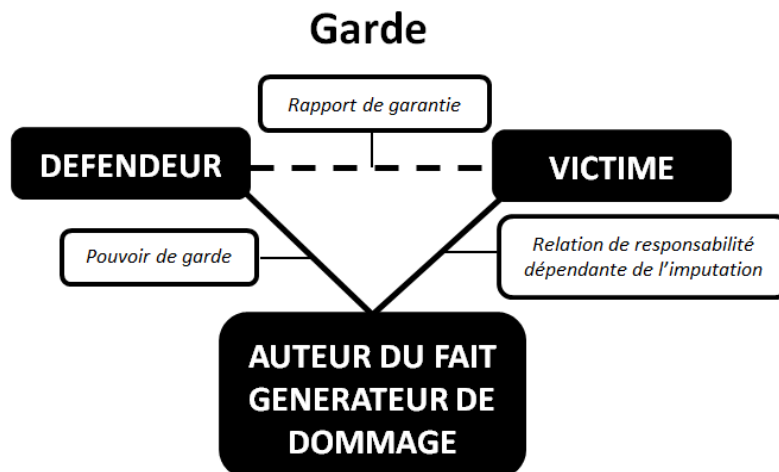 Garde
Rapport de garantie
DEFENDEUR
VICTIME
Pouvoir de garde
Relation de responsabilité
dépendante de l'imputation
AUTEUR DU FAIT
GENERATEUR DE
DOMMAGE